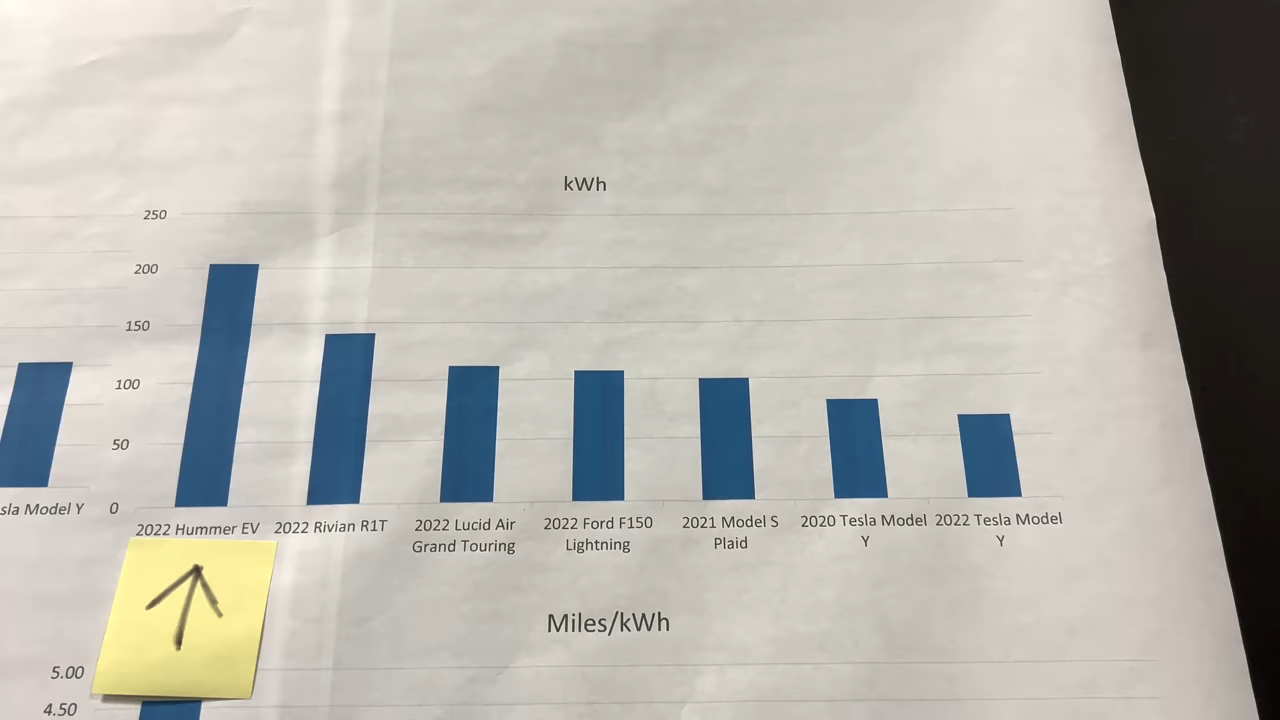 kWh
250
200
150
100
50
0
sla Model Y
2022 Hummer EV
2022 Rivian R1T
2022 Lucid Air
Grand Touring
2022 Ford F150
Lightning
2021 Model S
Plaid
2020 Tesla Model
Y
2022 Tesla Model
Y
Miles/kWh
5.00
4.50